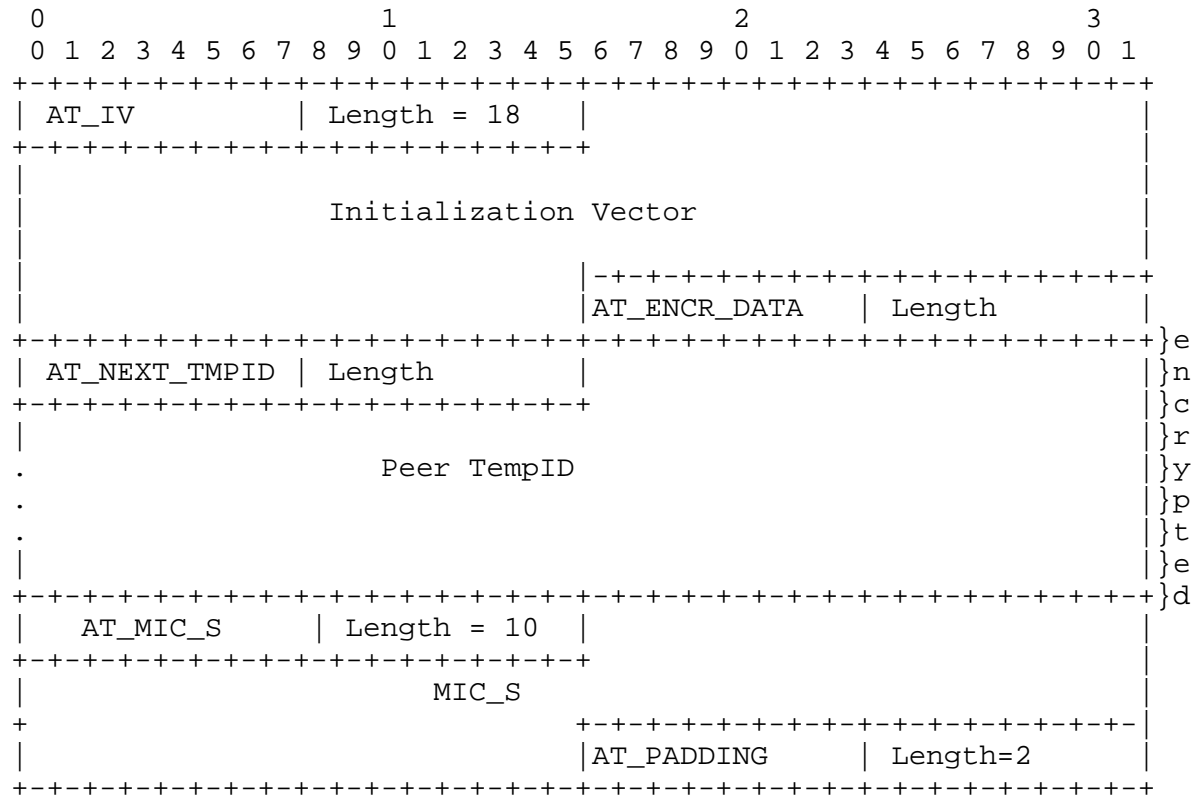 0                   1                   2                   3
 0 1 2 3 4 5 6 7 8 9 0 1 2 3 4 5 6 7 8 9 0 1 2 3 4 5 6 7 8 9 0 1
+-+-+-+-+-+-+-+-+-+-+-+-+-+-+-+-+-+-+-+-+-+-+-+-+-+-+-+-+-+-+-+-+
| AT_IV         | Length = 18   |                               |
+-+-+-+-+-+-+-+-+-+-+-+-+-+-+-+-+                               |
|                                                               |
|                 Initialization Vector                         |
|                                                               |
|                               |-+-+-+-+-+-+-+-+-+-+-+-+-+-+-+-+
|                               |AT_ENCR_DATA   | Length        |
+-+-+-+-+-+-+-+-+-+-+-+-+-+-+-+-+-+-+-+-+-+-+-+-+-+-+-+-+-+-+-+-+}e
| AT_NEXT_TMPID | Length        |                               |}n
+-+-+-+-+-+-+-+-+-+-+-+-+-+-+-+-+                               |}c
|                                                               |}r
.                    Peer TempID                                |}y
.                                                               |}p
.                                                               |}t
|                                                               |}e
+-+-+-+-+-+-+-+-+-+-+-+-+-+-+-+-+-+-+-+-+-+-+-+-+-+-+-+-+-+-+-+-+}d
|   AT_MIC_S     | Length = 10  |                               |
+-+-+-+-+-+-+-+-+-+-+-+-+-+-+-+-+                               |
|                       MIC_S                                   |
+                               +-+-+-+-+-+-+-+-+-+-+-+-+-+-+-+-|
|                               |AT_PADDING     | Length=2      |
+-+-+-+-+-+-+-+-+-+-+-+-+-+-+-+-+-+-+-+-+-+-+-+-+-+-+-+-+-+-+-+-+